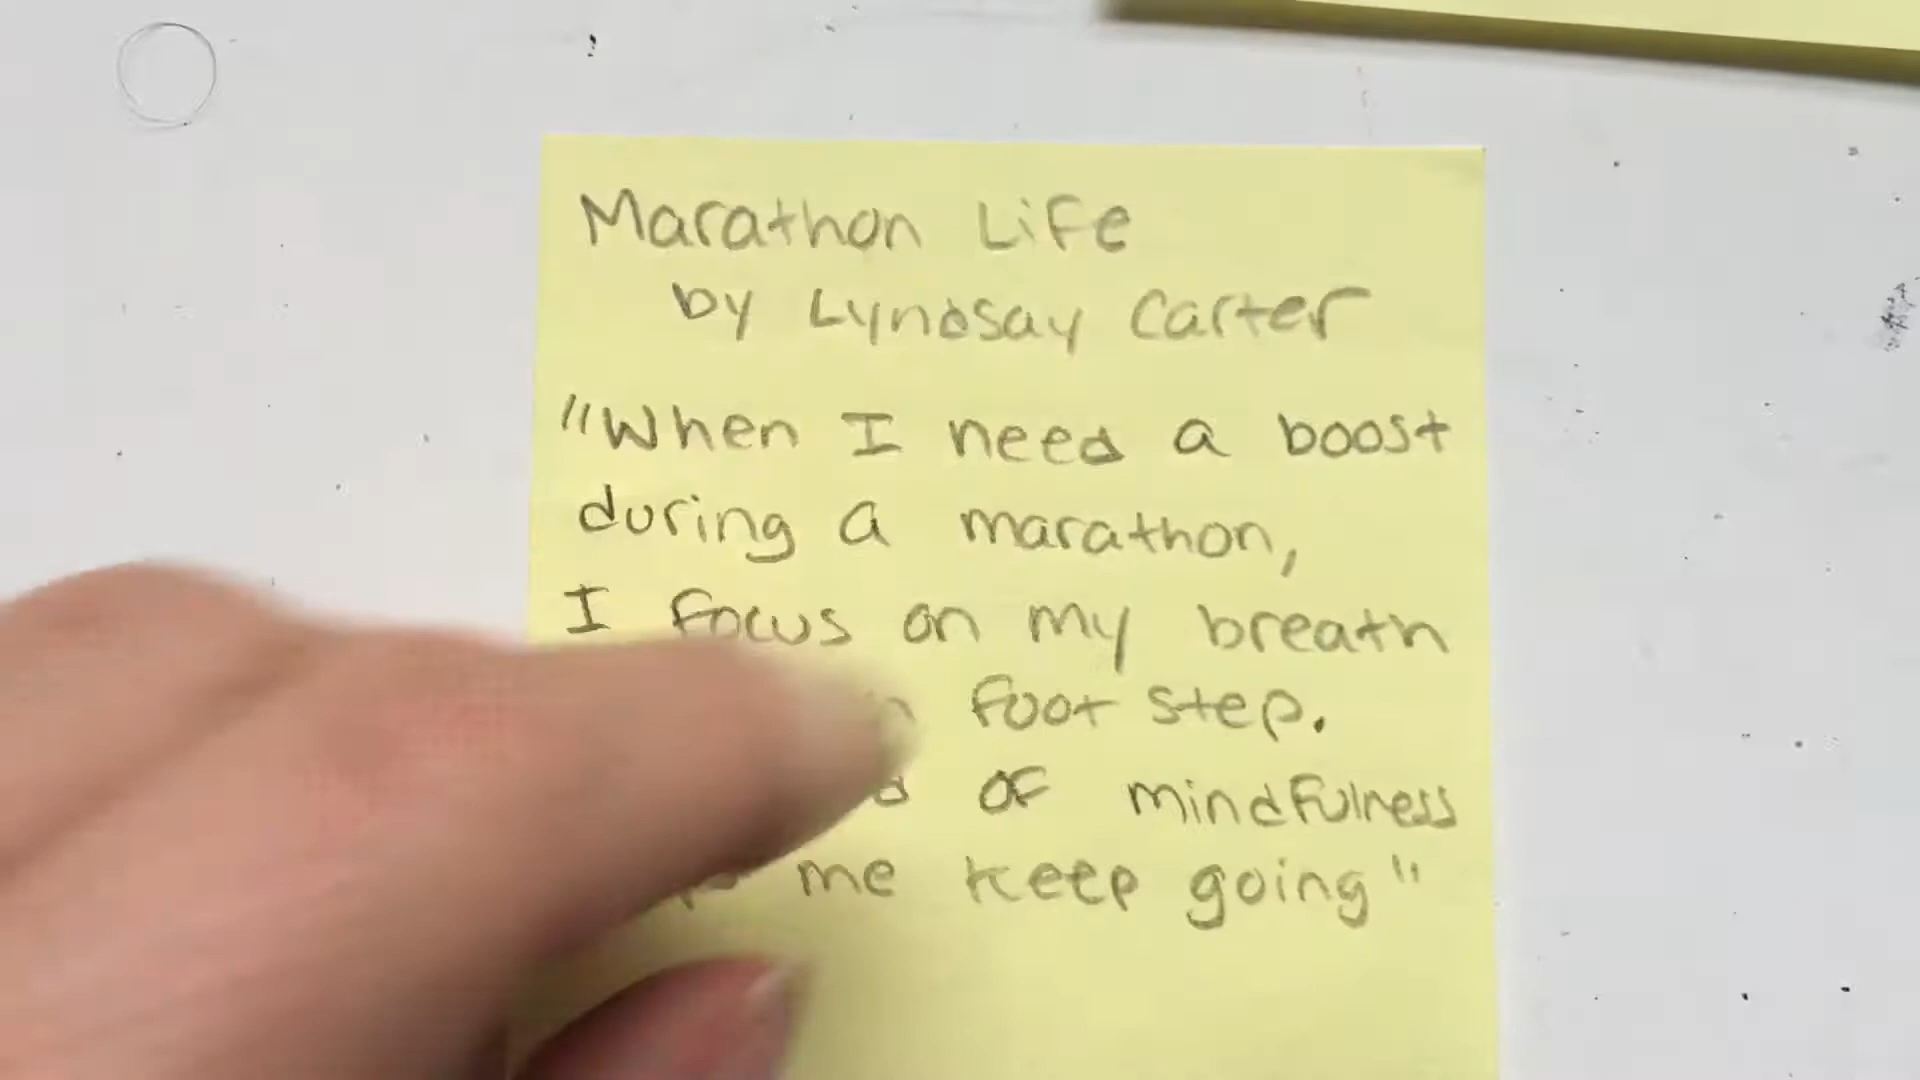 Marathon Life
by Lyndsay Carter
"When I need a boost
during a marathon,
I focus on my breath
foot step.
of mindfulness
me keep going"